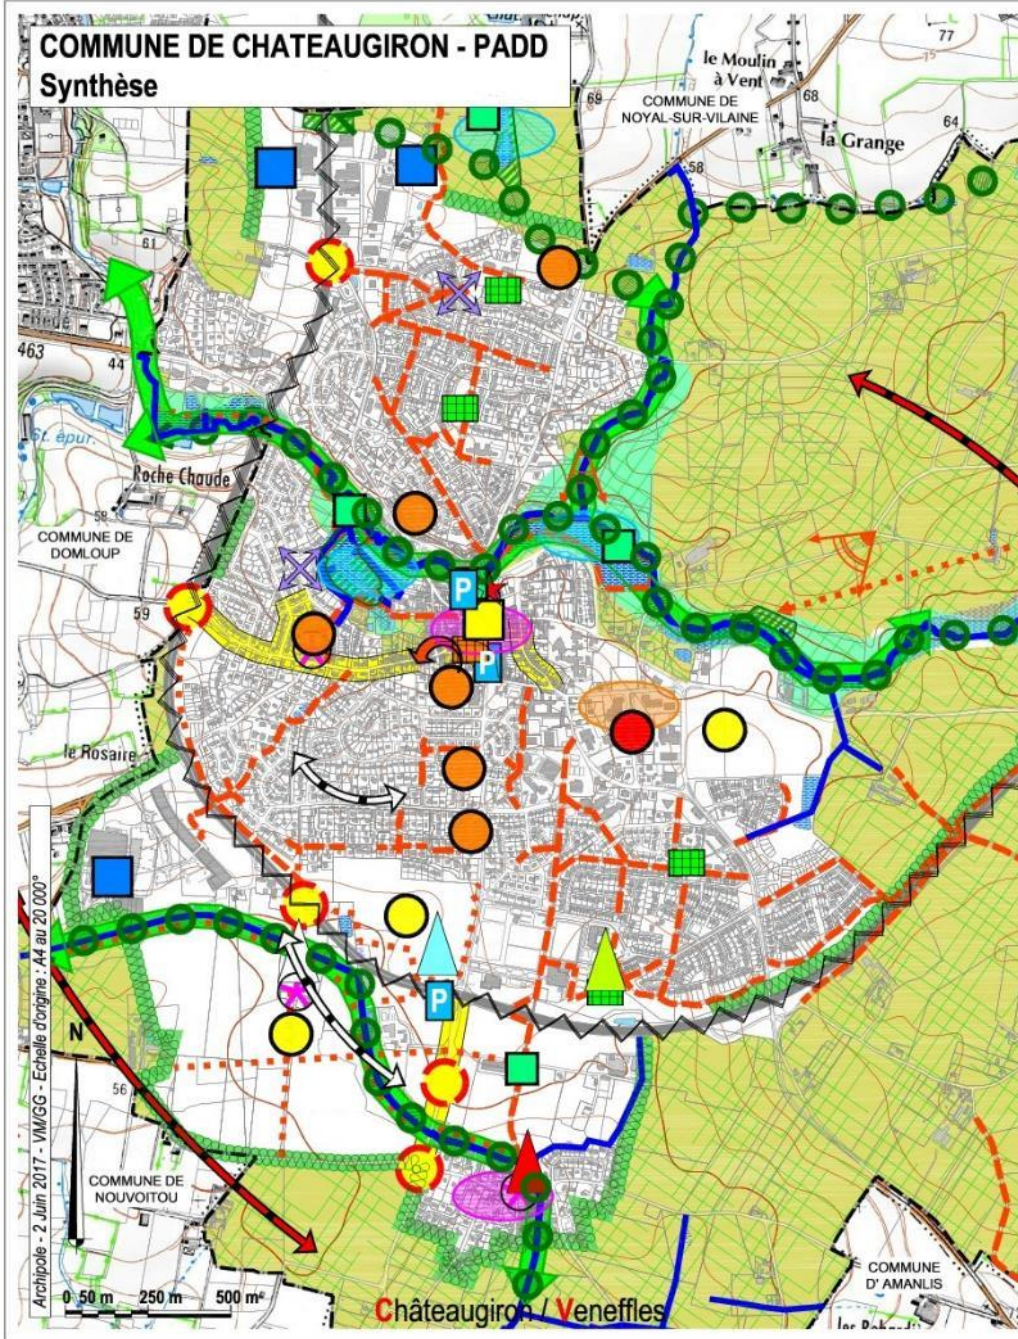 COMMUNE DE CHATEAUGIRON - PADD
Synthèse
77
75
le Moulin
à Vent
69
68
COMMUNE DE
NOYAL-SUR-VILAINE
la Grange
64
58
61
463
44
St. épur.
Roche Chaude
58
COMMUNE DE
DOMLOUP
59
P
P
le Rosaire
P
N
56
COMMUNE DE
NOUVOITOU
COMMUNE
D' AMANLIS
Archipole - 2 Juin 2017 - VM/GG - Echelle d'origine : A4 au 20 000°
0 50 m 250 m 500 m
Châteaugiron / Veneffles
73